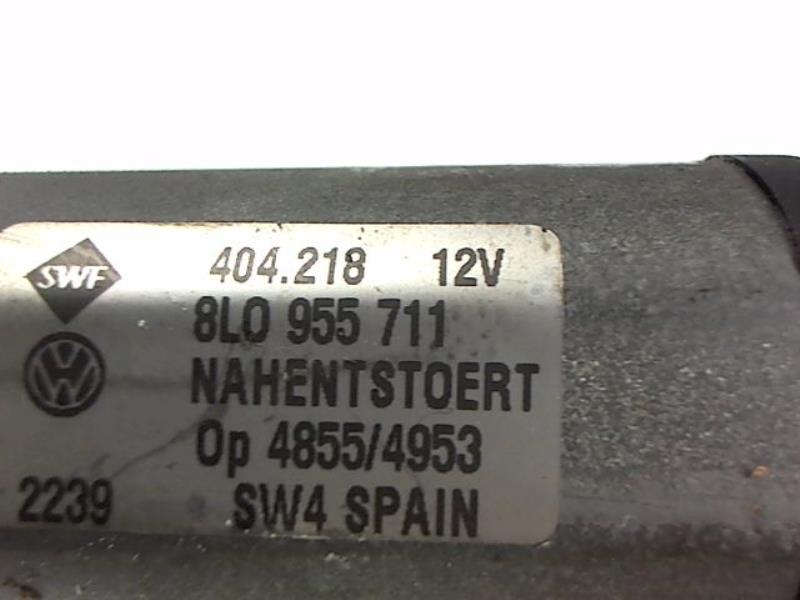 SWF 404.218 12V
8L0 955 711
NAHENTSTOERT
Op 4855/4953
2239 SW4 SPAIN